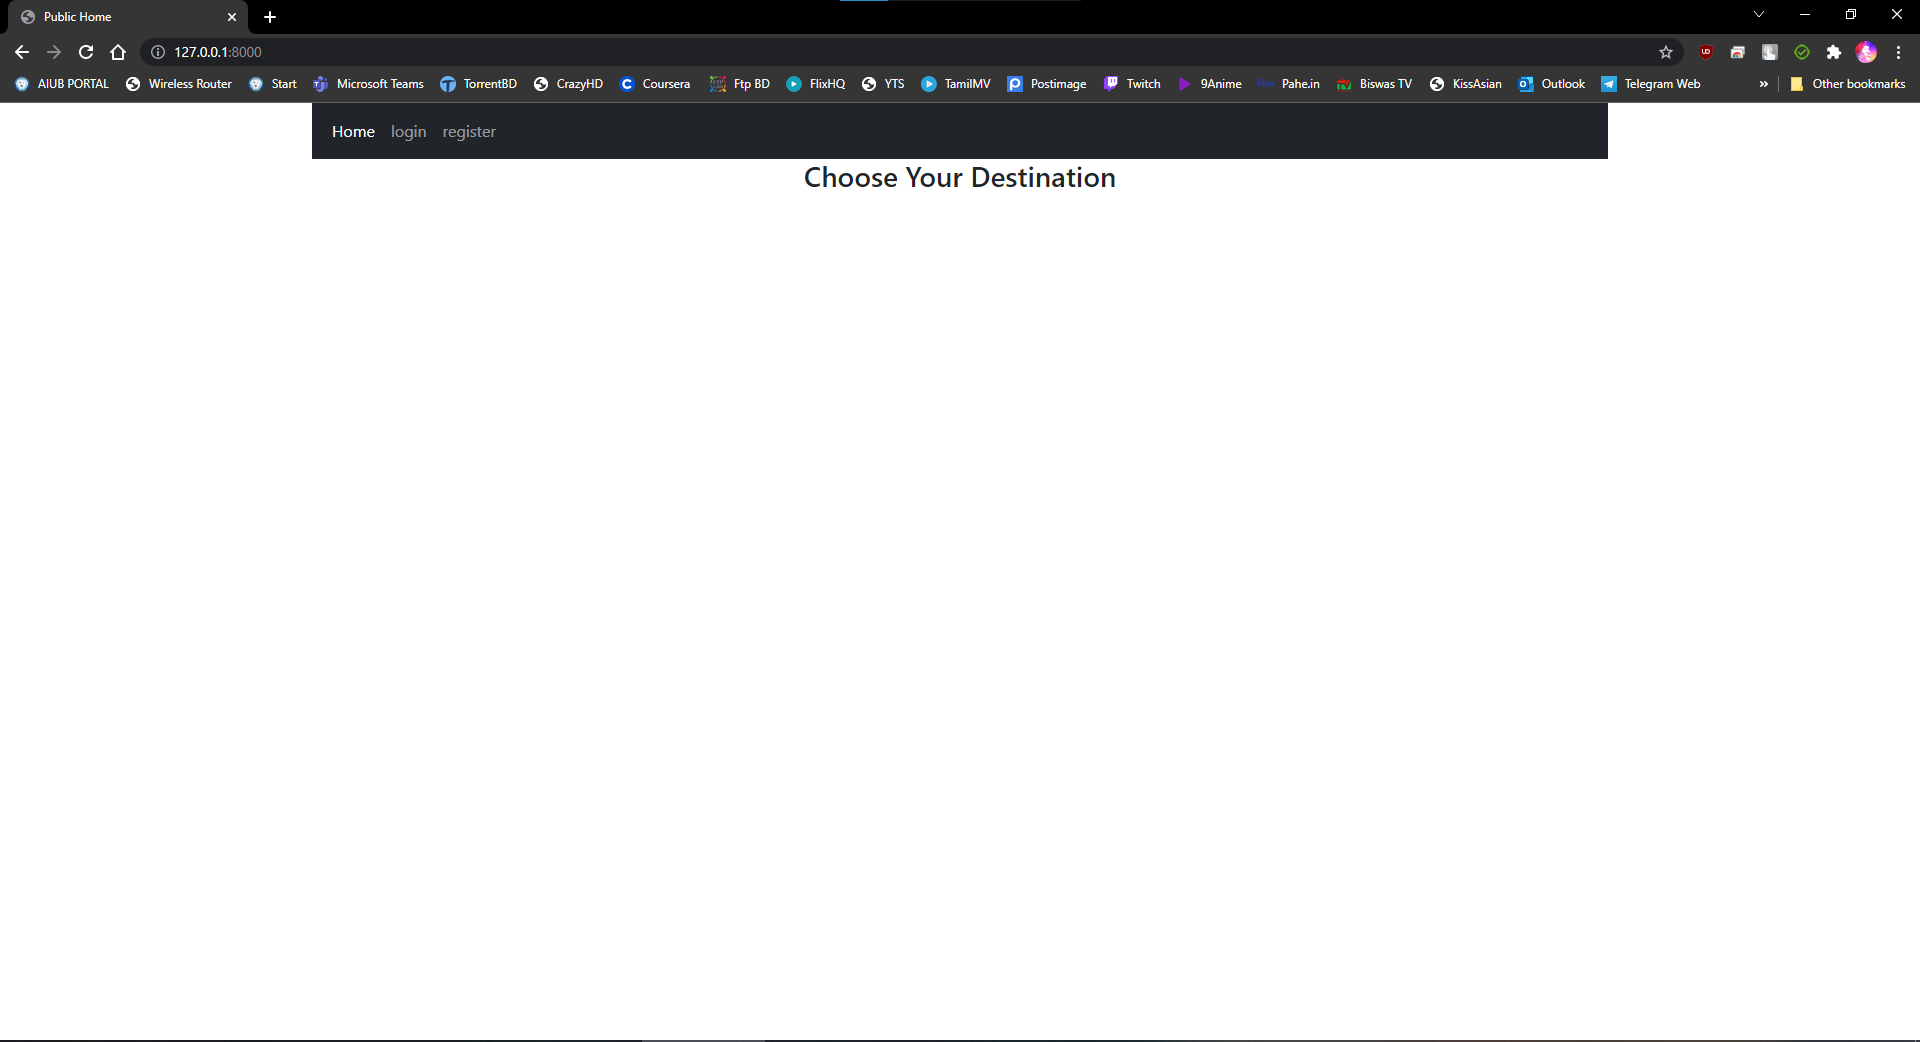 Public Home
127.0.0.1:8000
AIUB PORTAL Wireless Router Start Microsoft Teams TorrentBD CrazyHD Coursera Ftp BD FlixHQ YTS TamilMV Postimage Twitch 9Anime Pahe.in Biswas TV KissAsian Outlook Telegram Web » Other bookmarks
Home login register
Choose Your Destination